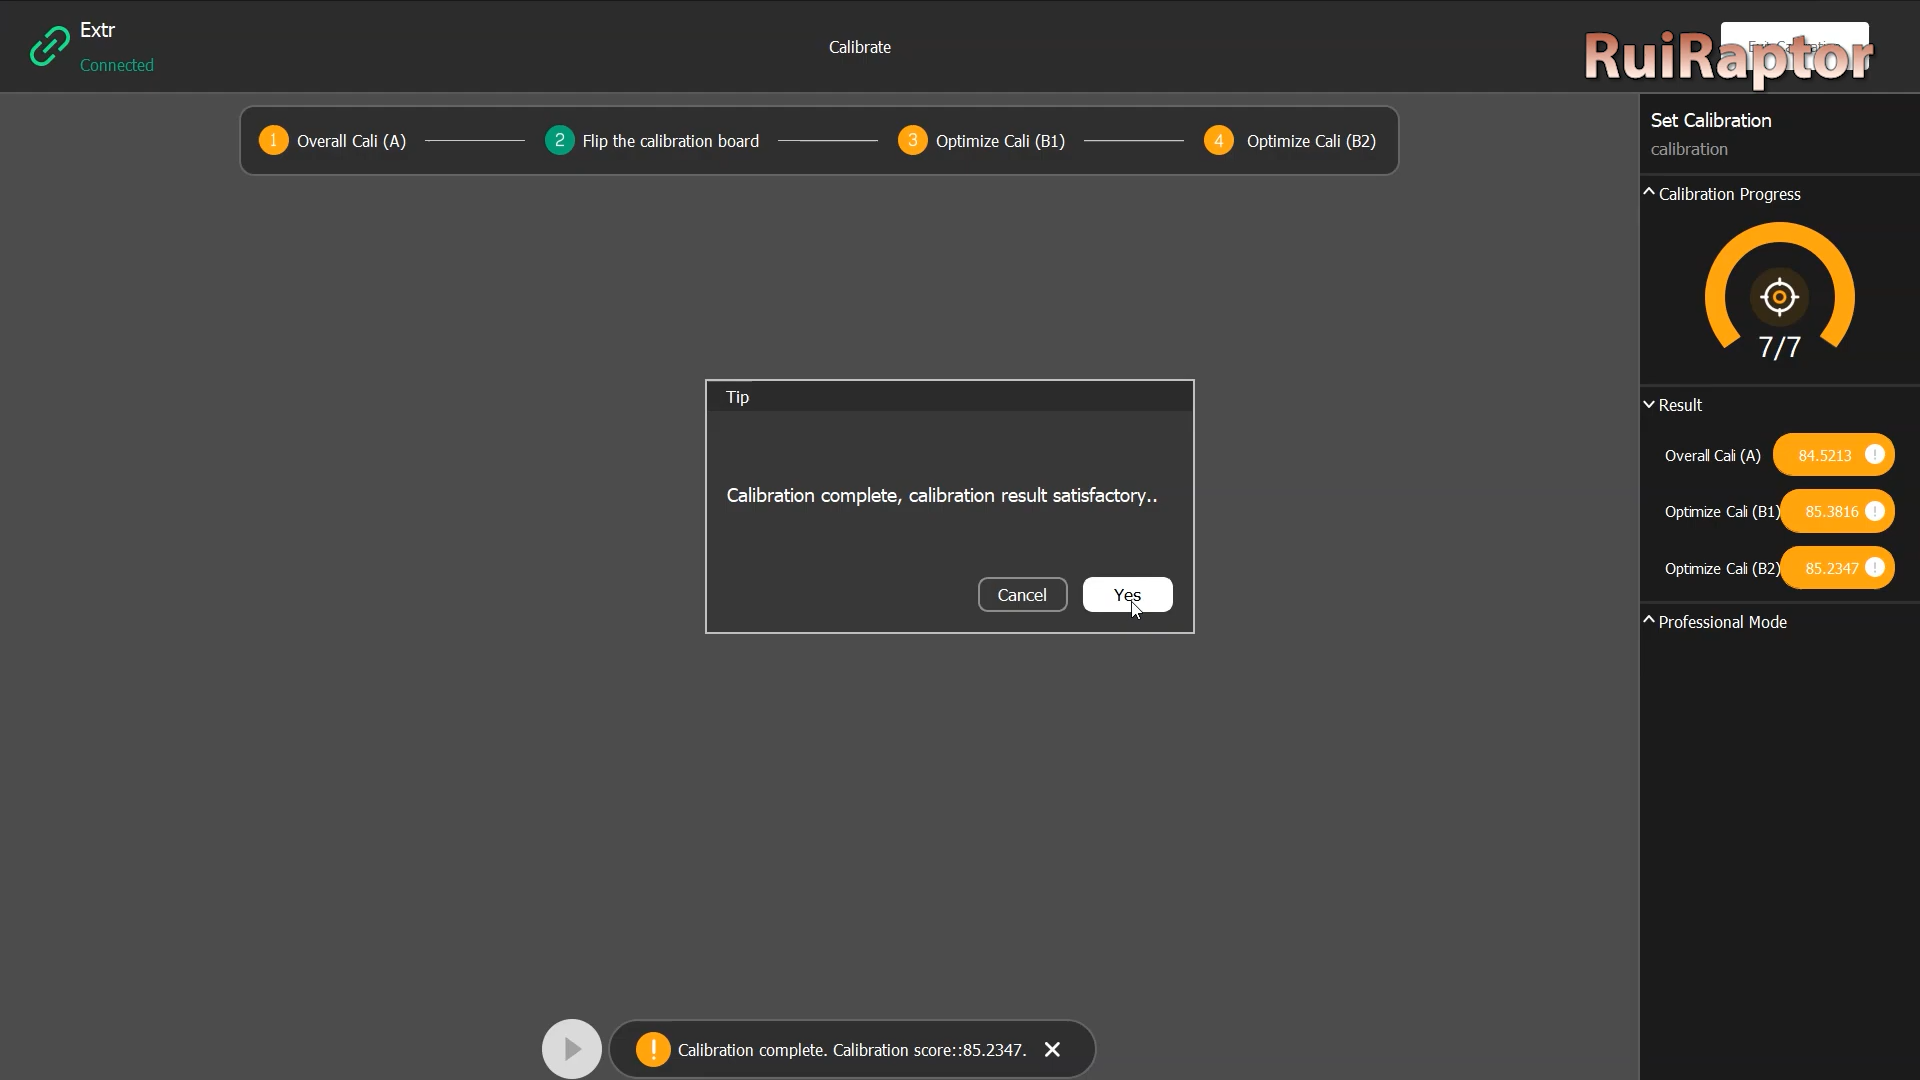 Extr
Connected
Calibrate
RuiRaptor
1 Overall Cali (A)
2 Flip the calibration board
3 Optimize Cali (B1)
4 Optimize Cali (B2)
Set Calibration
calibration
Calibration Progress
7/7
Result
Overall Cali (A) 84.5213 !
Optimize Cali (B1) 85.3816 !
Optimize Cali (B2) 85.2347 !
Professional Mode
Tip
Calibration complete, calibration result satisfactory..
Cancel
Yes
! Calibration complete. Calibration score::85.2347.